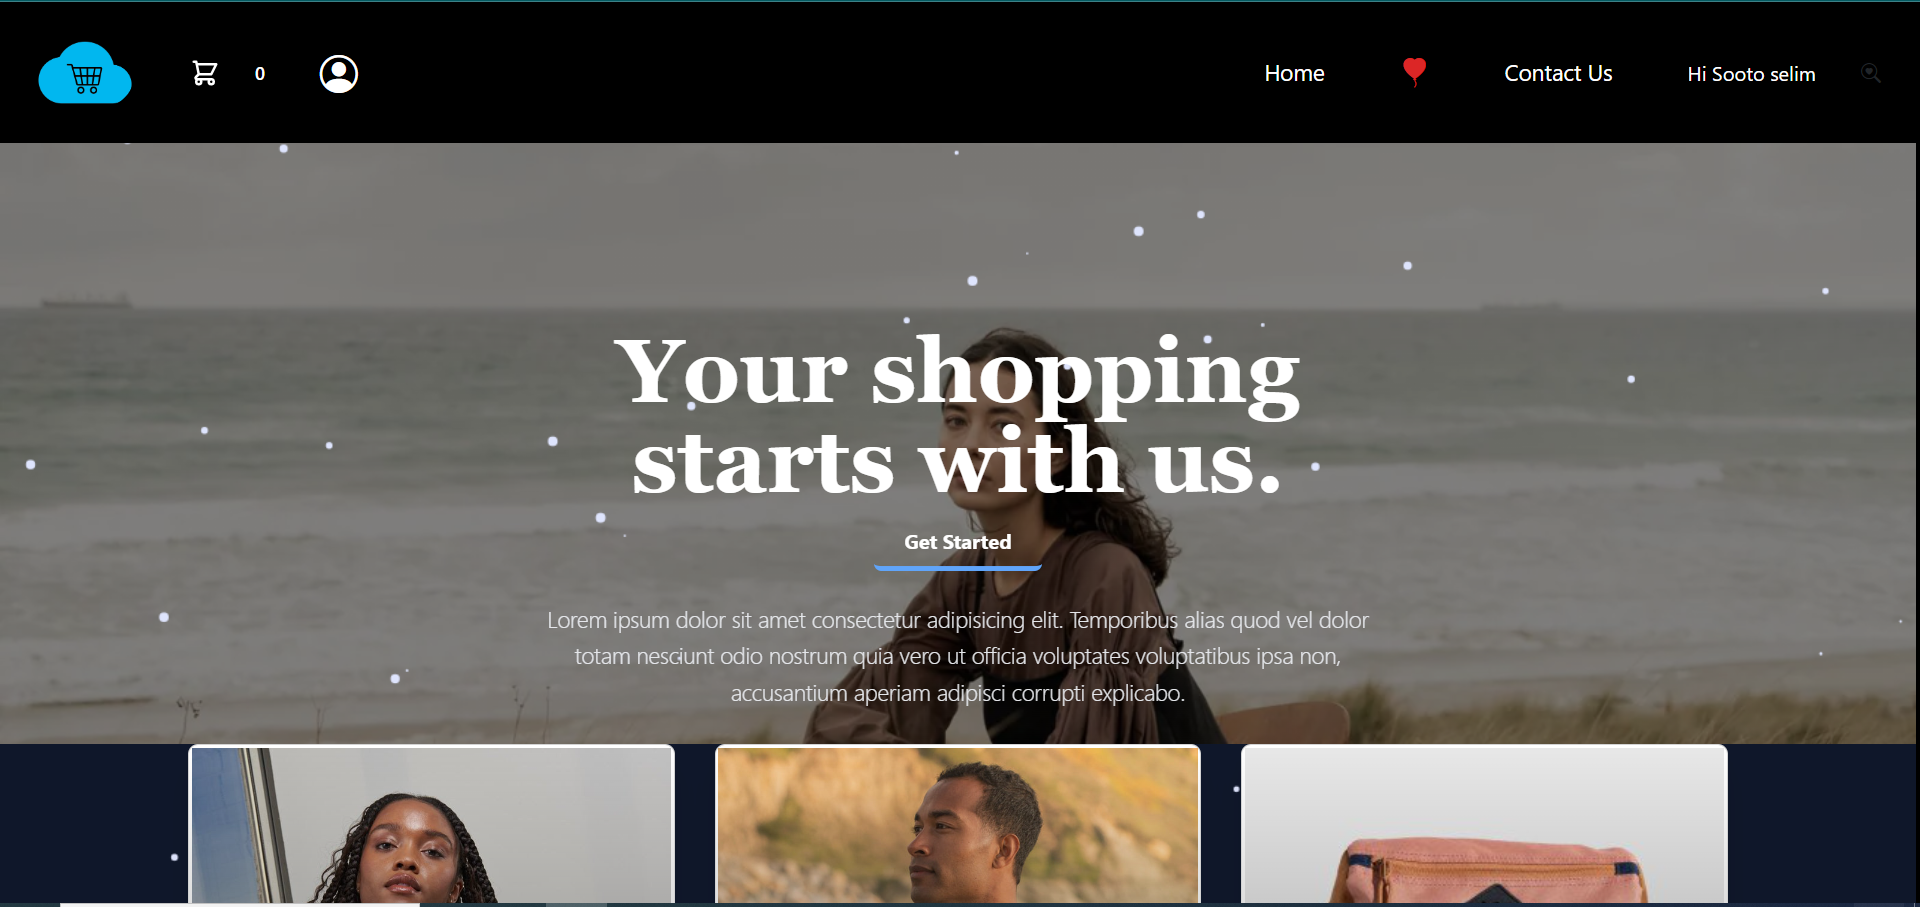 0
Home
Contact Us
Hi Sooto selim
Your shopping
starts with us.
Get Started
Lorem ipsum dolor sit amet consectetur adipisicing elit. Temporibus alias quod vel dolor
totam nesciunt odio nostrum quia vero ut officia voluptates voluptatibus ipsa non,
accusantium aperiam adipisci corrupti explicabo.